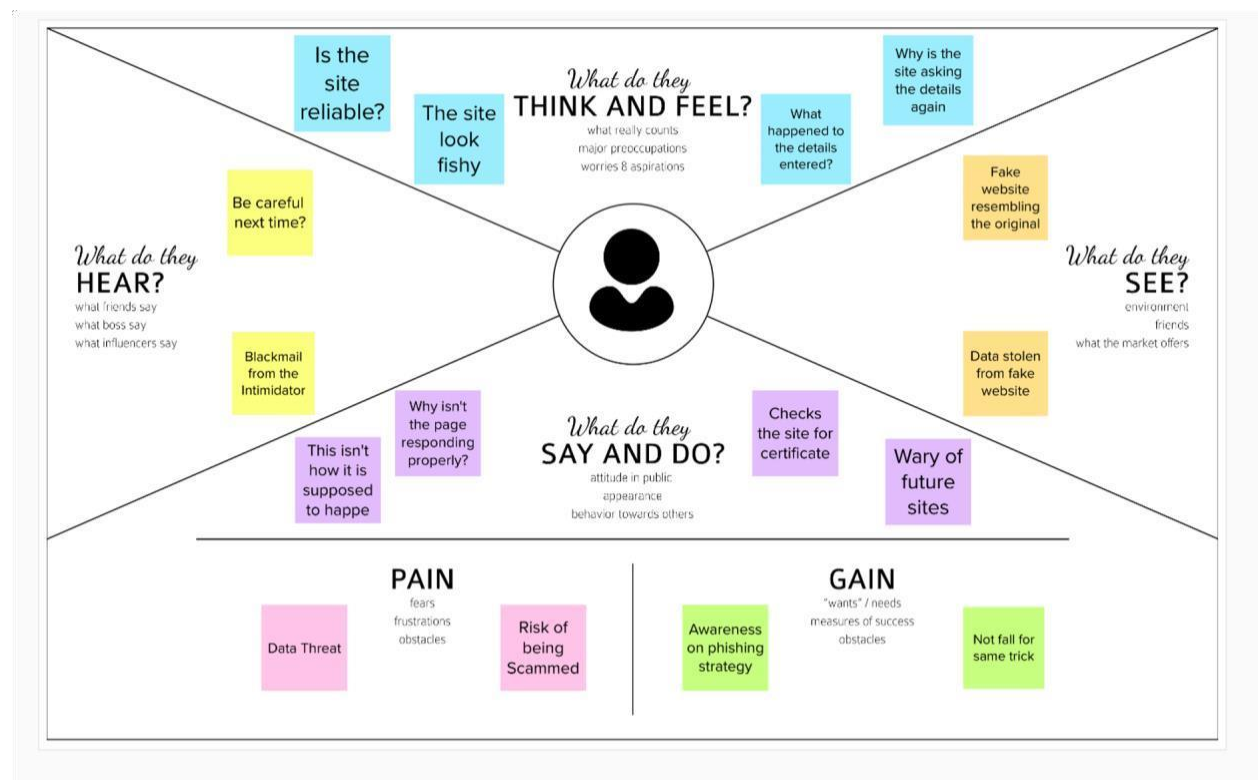 Is the
site
reliable?
The site
look
fishy
What do they
THINK AND FEEL?
what really counts
major preoccupations
worries 8 aspirations
What
happened to
the details
entered?
Why is the
site asking
the details
again
Be careful
next time?
What do they
HEAR?
what friends say
what boss say
what influencers say
Blackmail
from the
Intimidator
Fake
website
resembling
the original
What do they
SEE?
environment
friends
what the market offers
Data stolen
from fake
website
This isn't
how it is
supposed
to happe
Why isn't
the page
responding
properly?
What do they
SAY AND DO?
attitude in public
appearance
behavior towards others
Checks
the site for
certificate
Wary of
future
sites
PAIN
fears
frustrations
obstacles
Data Threat
Risk of
being
Scammed
GAIN
"wants" / needs
measures of success
obstacles
Awareness
on phishing
strategy
Not fall for
same trick